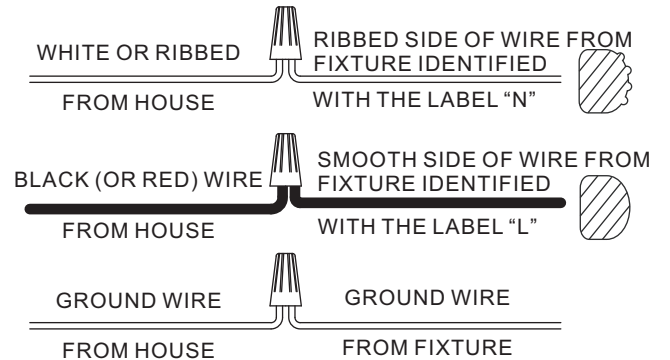 WHITE OR RIBBED
FROM HOUSE
RIBBED SIDE OF WIRE FROM
FIXTURE IDENTIFIED
WITH THE LABEL “N”
BLACK (OR RED) WIRE
FROM HOUSE
SMOOTH SIDE OF WIRE FROM
FIXTURE IDENTIFIED
WITH THE LABEL “L”
GROUND WIRE
FROM HOUSE
GROUND WIRE
FROM FIXTURE